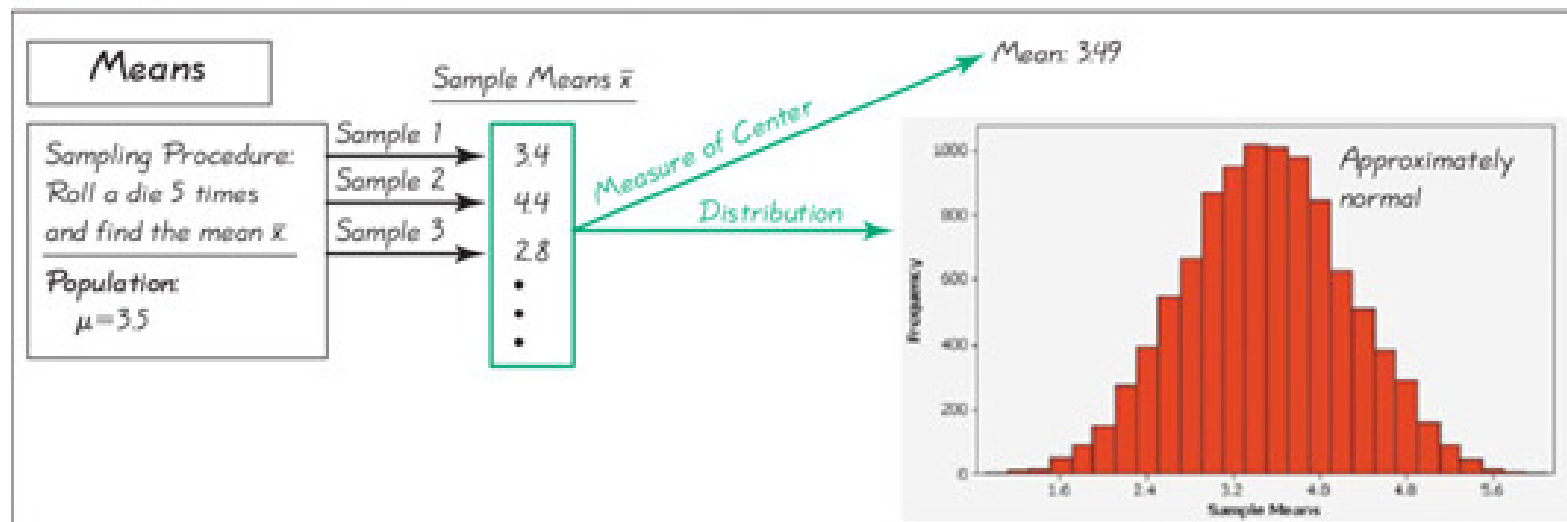 Means
Sample Means x̄
Mean: 3.49
Sampling Procedure:
Roll a die 5 times
and find the mean x̄.
Population:
μ=3.5
Sample 1
Sample 2
Sample 3
3.4
4.4
2.8
Measure of Center
Distribution
Approximately
normal
Frequency
1000
800
600
400
200
0
1.6
2.4
3.2
4.0
4.8
5.6
Sample Means